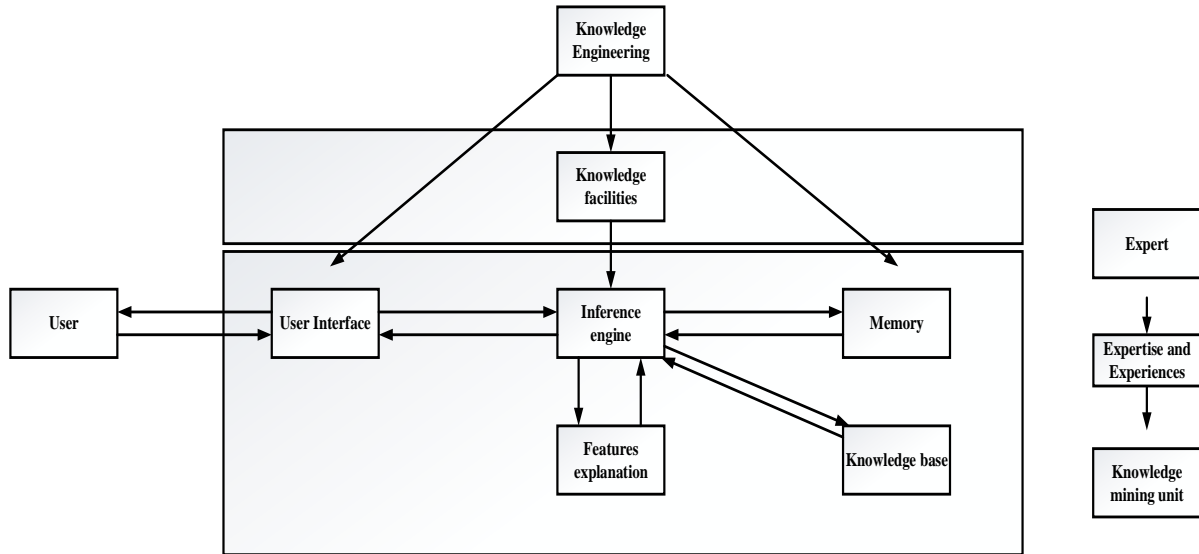 Knowledge
Engineering
Knowledge
facilities
Expert
User
User Interface
Inference
engine
Memory
Expertise and
Experiences
Features
explanation
Knowledge base
Knowledge
mining unit